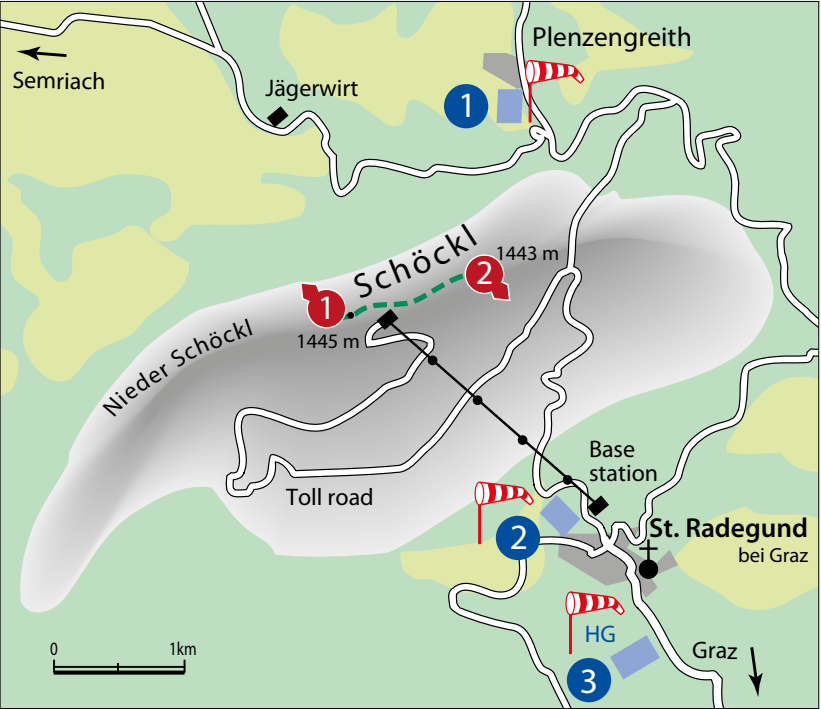 Plenzengreith
Semriach
Jägerwirt
1
Schöckl
1443 m
2
1
1445 m
Nieder Schöckl
Base
station
Toll road
2
St. Radegund
bei Graz
HG
3
Graz
0 1km